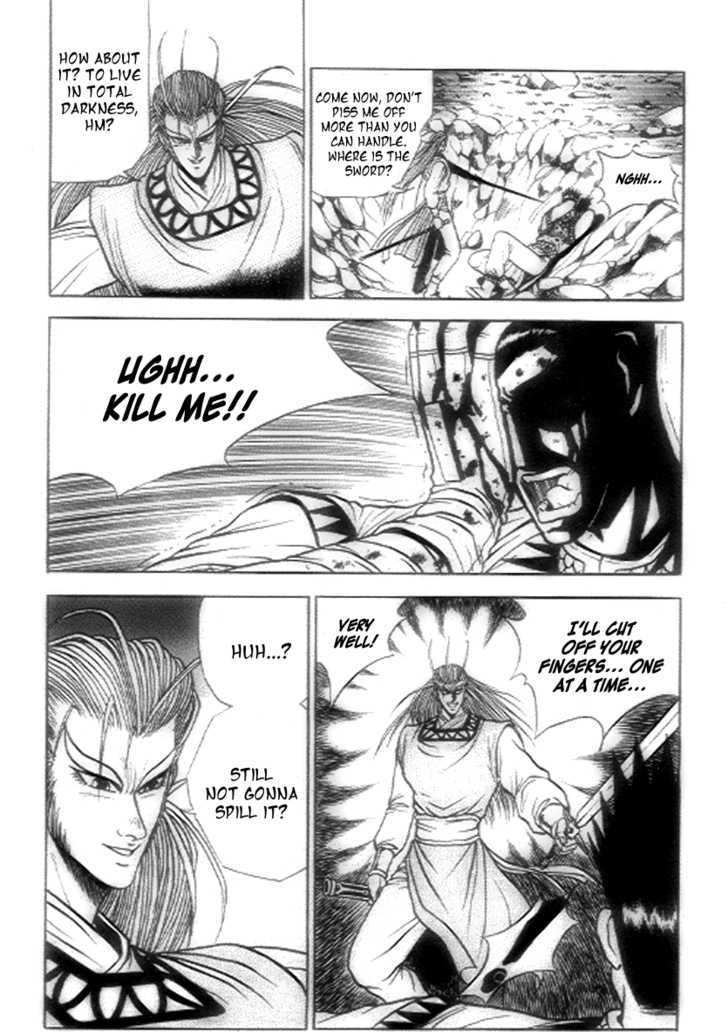 COME NOW, DON'T
DISS ME OFF
MORE THAN YOU
CAN HANDLE.
WHERE IS THE
SWORD?
NGHH...
HOW ABOUT
IT? TO LIVE
IN TOTAL
DARKNESS,
HM?
UGHH...
KILL ME!!
VERY
WELL!
I'LL CUT
OFF YOUR
FINGERS... ONE
AT A TIME...
HUH...?
STILL
NOT GONNA
SPILL IT?